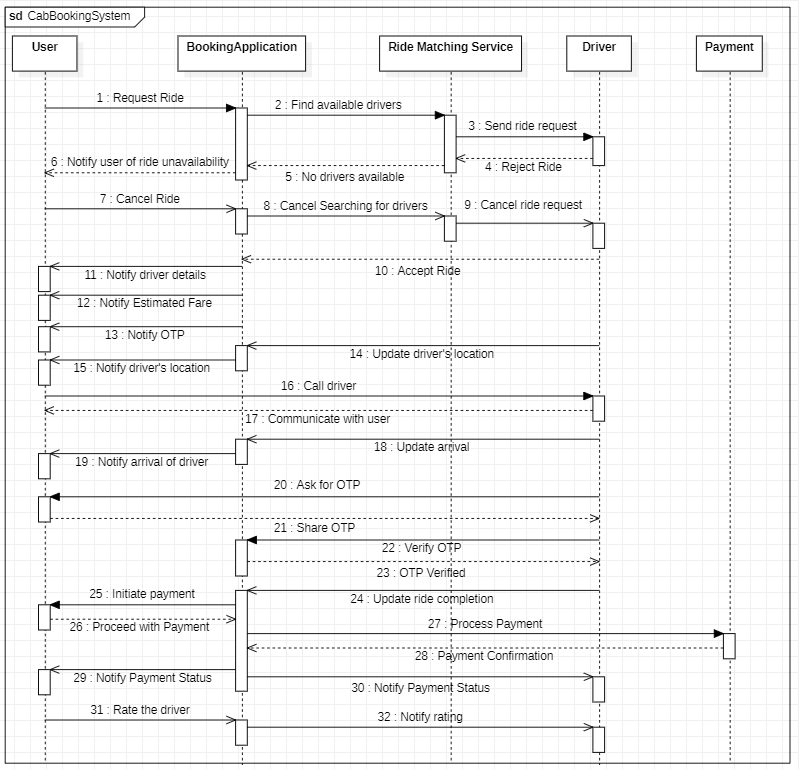 sd CabBookingSystem
User
BookingApplication
Ride Matching Service
Driver
Payment
1 : Request Ride
2 : Find available drivers
3 : Send ride request
4 : Reject Ride
5 : No drivers available
6 : Notify user of ride unavailability
7 : Cancel Ride
8 : Cancel Searching for drivers
9 : Cancel ride request
10 : Accept Ride
11 : Notify driver details
12 : Notify Estimated Fare
13 : Notify OTP
14 : Update driver's location
15 : Notify driver's location
16 : Call driver
17 : Communicate with user
18 : Update arrival
19 : Notify arrival of driver
20 : Ask for OTP
21 : Share OTP
22 : Verify OTP
23 : OTP Verified
24 : Update ride completion
25 : Initiate payment
26 : Proceed with Payment
27 : Process Payment
28 : Payment Confirmation
29 : Notify Payment Status
30 : Notify Payment Status
31 : Rate the driver
32 : Notify rating